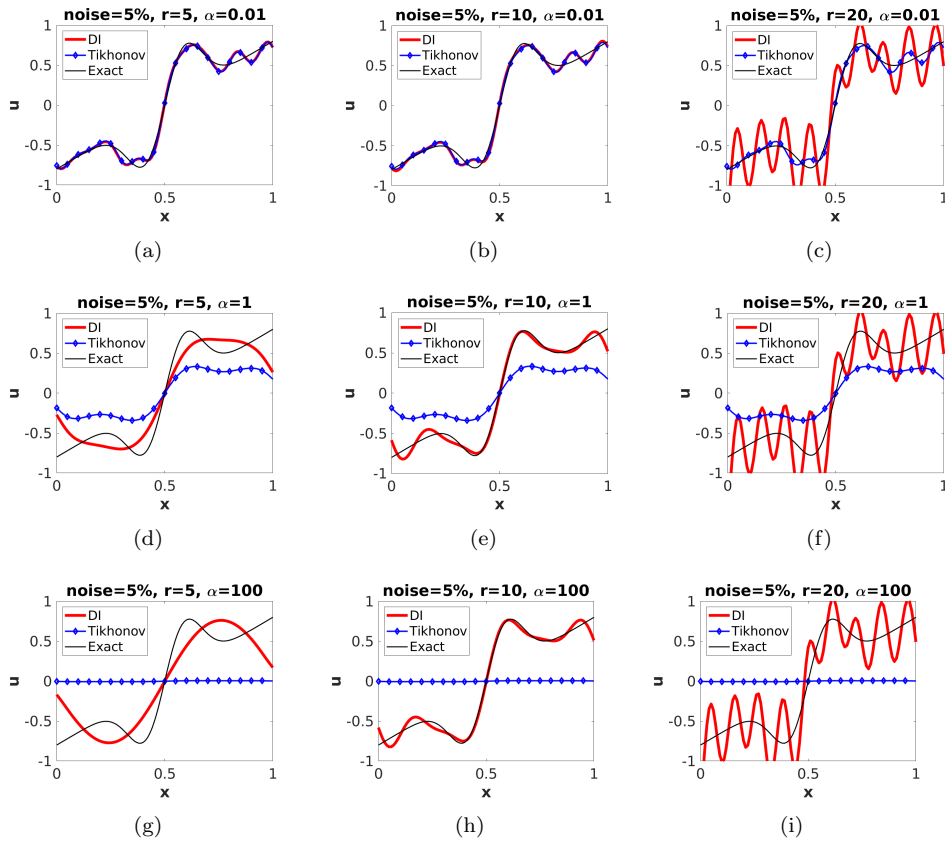 noise=5%, r=5, α=0.01
1
0.5
0
-0.5
-1
u
DI
Tikhonov
Exact
0
0.5
1
x
(a)
noise=5%, r=10, α=0.01
1
0.5
0
-0.5
-1
u
DI
Tikhonov
Exact
0
0.5
1
x
(b)
noise=5%, r=20, α=0.01
1
0.5
0
-0.5
-1
u
DI
Tikhonov
Exact
0
0.5
1
x
(c)
noise=5%, r=5, α=1
1
0.5
0
-0.5
-1
u
DI
Tikhonov
Exact
0
0.5
1
x
(d)
noise=5%, r=10, α=1
1
0.5
0
-0.5
-1
u
DI
Tikhonov
Exact
0
0.5
1
x
(e)
noise=5%, r=20, α=1
1
0.5
0
-0.5
-1
u
DI
Tikhonov
Exact
0
0.5
1
x
(f)
noise=5%, r=5, α=100
1
0.5
0
-0.5
-1
u
DI
Tikhonov
Exact
0
0.5
1
x
(g)
noise=5%, r=10, α=100
1
0.5
0
-0.5
-1
u
DI
Tikhonov
Exact
0
0.5
1
x
(h)
noise=5%, r=20, α=100
1
0.5
0
-0.5
-1
u
DI
Tikhonov
Exact
0
0.5
1
x
(i)